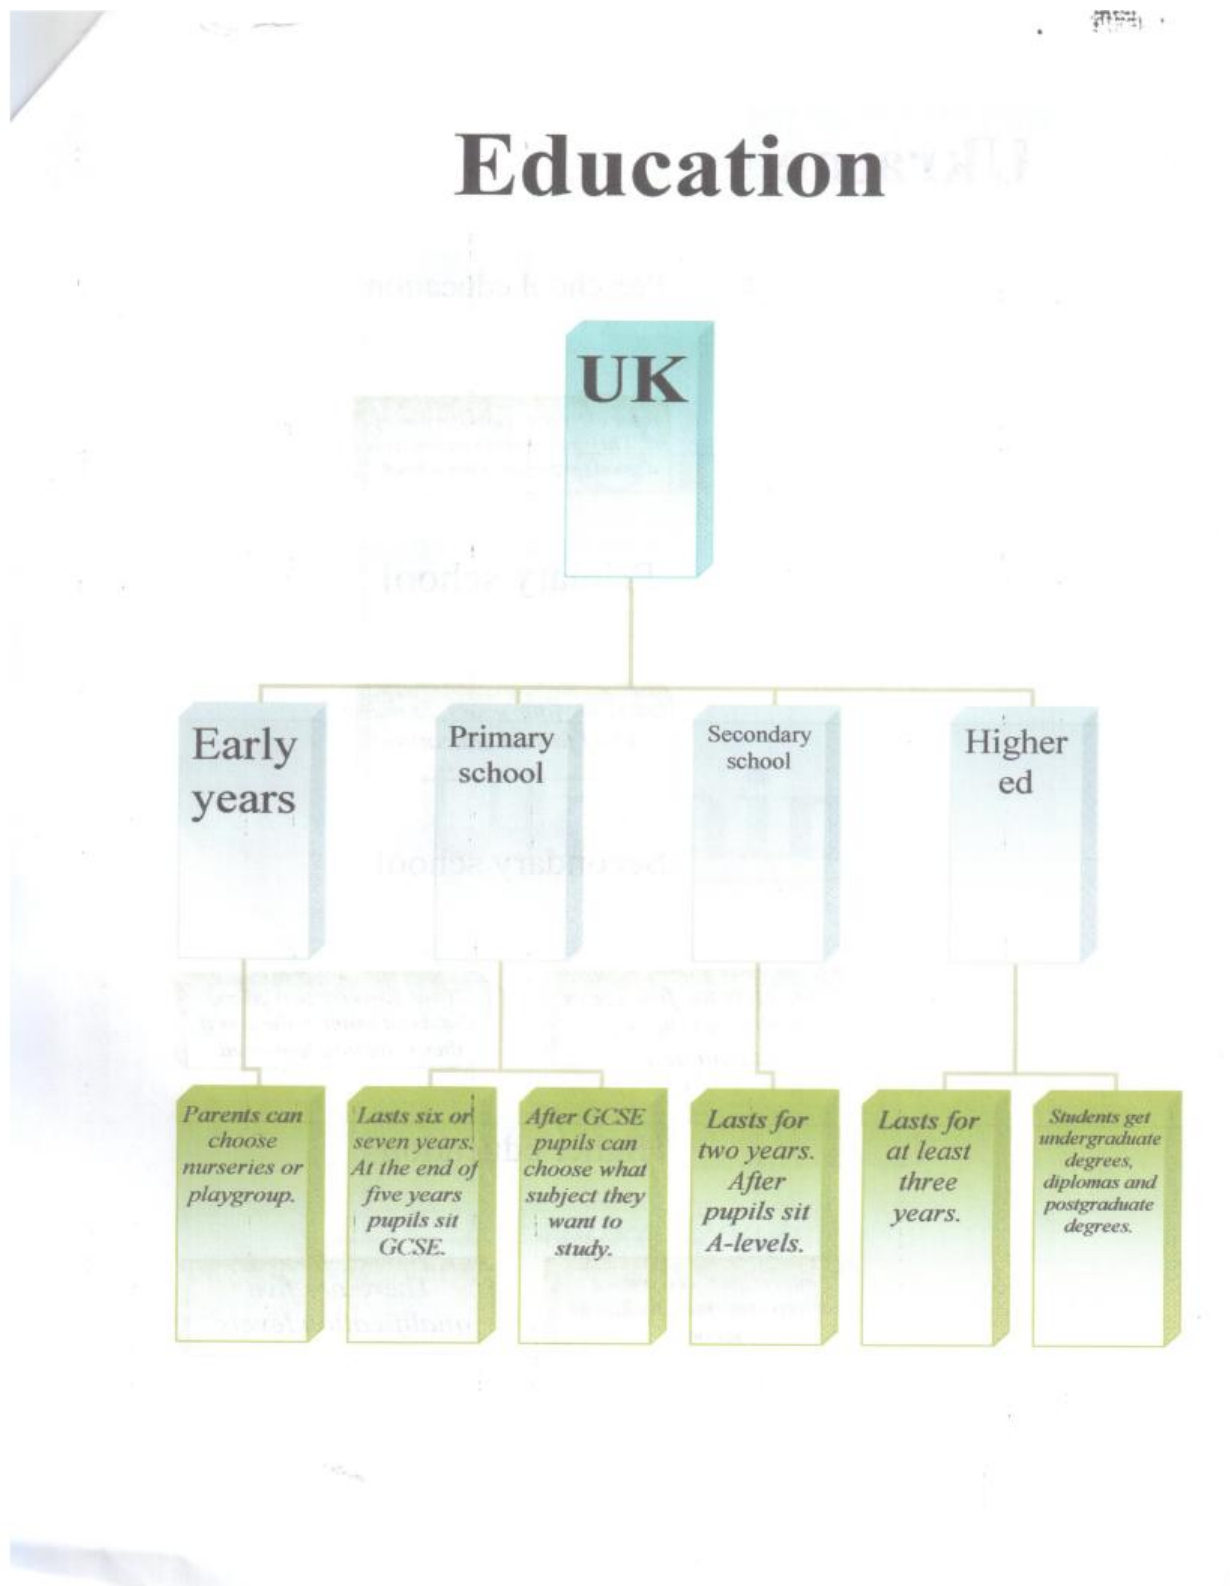 Education
UK
Early
years
Primary
school
Secondary
school
Higher
ed
Parents can
choose
nurseries or
playgroup.
Lasts six or
seven years.
At the end of
five years
pupils sit
GCSE.
After GCSE
pupils can
choose what
subject they
want to
study.
Lasts for
two years.
After
pupils sit
A-levels.
Lasts for
at least
three
years.
Students get
undergraduate
degrees,
diplomas and
postgraduate
degrees.